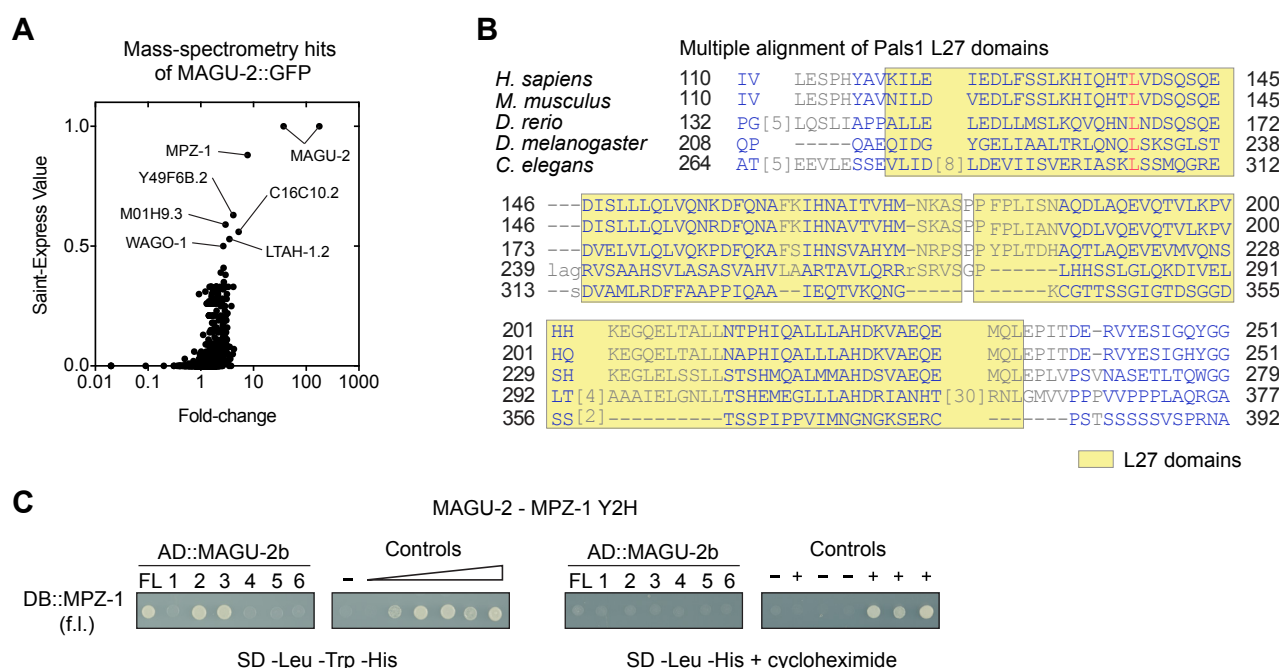 A
Mass-spectrometry hits
of MAGU-2::GFP
Saint-Express Value
1.0
0.5
0.0
MPZ-1
MAGU-2
Y49F6B.2
C16C10.2
M01H9.3
WAGO-1
LTAH-1.2
0.01 0.1 1 10 100 1000
Fold-change
B
Multiple alignment of Pals1 L27 domains
H. sapiens 110 IV LESPHYAVKILE IEDLFSSLKHIQHTLVDSQSQE 145
M. musculus 110 IV LESPHYAVNILD VEDLFSSLKHIQHTLVDSQSQE 145
D. rerio 132 PG[5]LQSLIAPPALLE LEDLLMSLKQVQHNLNDSQSQE 172
D. melanogaster 208 QP -----QAEQIDG YGELIAALTRLQNQLSKSGLST 238
C. elegans 264 AT[5]EEVLESSEVLID[8]LDEVIISVERIASKLSSMQGRE 312
146 ---DISLLLQLVQNKDFQNAFKIHNAITVHM-NKASPPFPLISNAQDLAQEVQTVLKPV 200
146 ---DISLLLQLVQNRDFQNAFKIHNAITVHM-NKASPPFPLIANVQDLVQEVQTVLKPV 200
173 ---DVELVLQLVQKPDFQKAFSIHNSVAHYM-NRPSPPYPLTDHAQTLAQEVEVMVQNS 228
239 lagRVSAAHSVLASASVAHVLAARTAVLQRRrSRVSGP------LHHSSLGLQKDIVEL 291
313 --sDVAMLRDFFAAPPIQAA--IEQTVKQNG-----------KCGTTSSGIGTDSGGD 355
201 HH KEGQELTALLNTPHIQALLLAHDKVAEQE MQLEPITDE-RVYESIGQYGG 251
201 HQ KEGQELTALLNAPHIQALLLAHDKVAEQE MQLEPITDE-RVYESIGHYGG 251
229 SH KEGLELSSLLTSTSHMQALMMAHDSVAEQE MQLEPLVPSVNASETLTQWGG 279
292 LT[4]AAAIELGNLLTSHEMEGLLLAHDRIANHT[30]RNLGMVVPPPVVPPPLAQRGA 377
356 SS[2]----------TSSPIPPVIMNGNGKSERC -------PSTSSSSSVSPRNA 392
L27 domains
C
MAGU-2 - MPZ-1 Y2H
AD::MAGU-2b Controls AD::MAGU-2b Controls
FL 1 2 3 4 5 6 – FL 1 2 3 4 5 6 – + – – + + +
DB::MPZ-1
(f.l.)
SD -Leu -Trp -His SD -Leu -His + cycloheximide